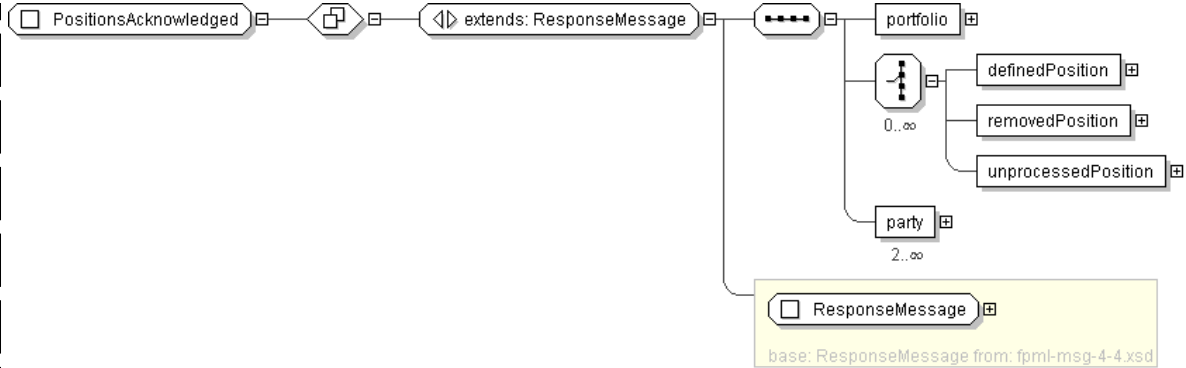 PositionsAcknowledged
extends: ResponseMessage
portfolio
definedPosition
0..∞
removedPosition
unprocessedPosition
party
2..∞
ResponseMessage
base: ResponseMessage from: fpml-msg-4-4.xsd